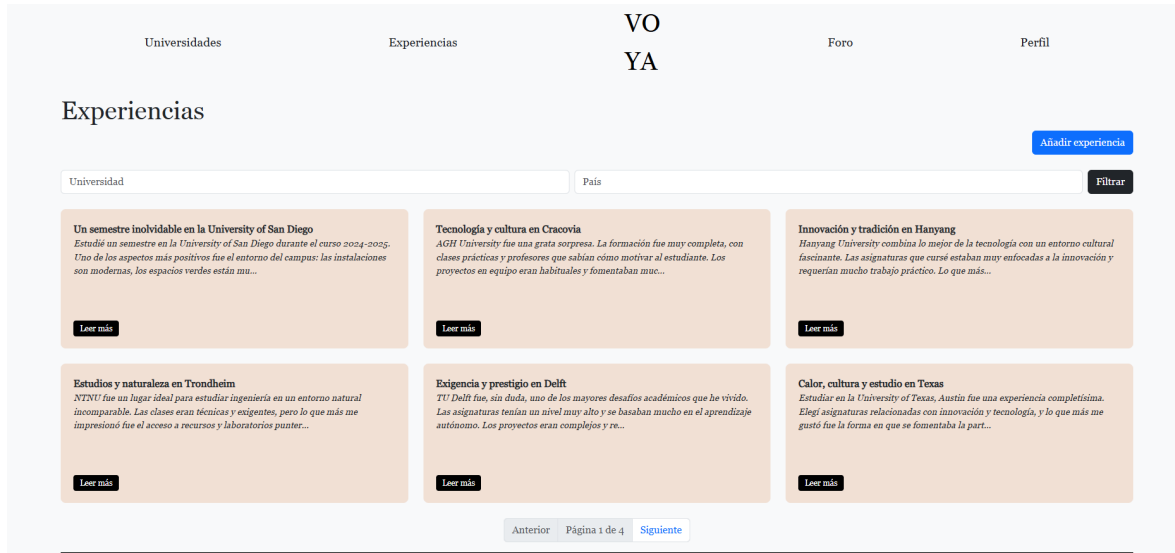 Universidades
Experiencias
VO
YA
Foro
Perfil
Experiencias
Añadir experiencia
Universidad
País
Filtrar
Un semestre inolvidable en la University of San Diego
Estudié un semestre en la University of San Diego durante el curso 2024-2025.
Uno de los aspectos más positivos fue el entorno del campus: las instalaciones
son modernas, los espacios verdes están mu...
Leer más
Tecnología y cultura en Cracovia
AGH University fue una grata sorpresa. La formación fue muy completa, con
clases prácticas y profesores que sabían cómo motivar al estudiante. Los
proyectos en equipo eran habituales y fomentaban muc...
Leer más
Innovación y tradición en Hanyang
Hanyang University combina lo mejor de la tecnología con un entorno cultural
fascinante. Las asignaturas que cursé estaban muy enfocadas a la innovación y
requerían mucho trabajo práctico. Lo que más...
Leer más
Estudios y naturaleza en Trondheim
NTNU fue un lugar ideal para estudiar ingeniería en un entorno natural
incomparable. Las clases eran técnicas y exigentes, pero lo que más me
impresionó fue el acceso a recursos y laboratorios punter...
Leer más
Exigencia y prestigio en Delft
TU Delft fue, sin duda, uno de los mayores desafíos académicos que he vivido.
Las asignaturas tenían un nivel muy alto y se basaban mucho en el aprendizaje
autónomo. Los proyectos eran complejos y re...
Leer más
Calor, cultura y estudio en Texas
Estudiar en la University of Texas, Austin fue una experiencia completísima.
Elegí asignaturas relacionadas con innovación y tecnología, y lo que más me
gustó fue la forma en que se fomentaba la part...
Leer más
Anterior
Página 1 de 4
Siguiente